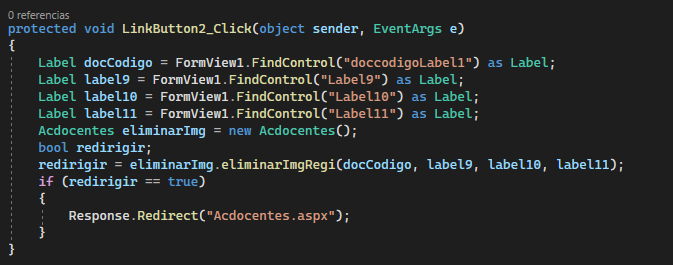 0 referencias
protected void LinkButton2_Click(object sender, EventArgs e)
{
    Label docCodigo = FormView1.FindControl("doccodigoLabel1") as Label;
    Label label9 = FormView1.FindControl("Label9") as Label;
    Label label10 = FormView1.FindControl("Label10") as Label;
    Label label11 = FormView1.FindControl("Label11") as Label;
    Acdocentes eliminarImg = new Acdocentes();
    bool redirigir;
    redirigir = eliminarImg.eliminarImgRegi(docCodigo, label9, label10, label11);
    if (redirigir == true)
    {
        Response.Redirect("Acdocentes.aspx");
    }
}